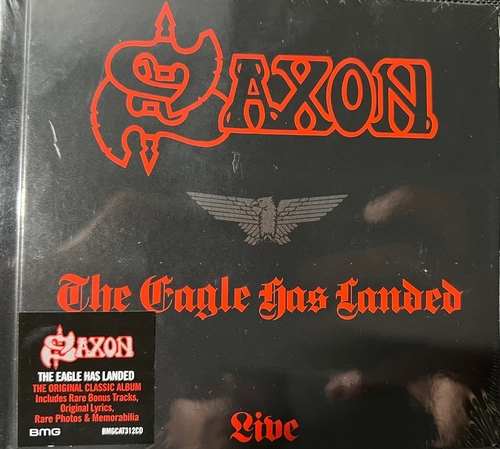 SAXON
The Eagle Has Landed
SAXON
THE EAGLE HAS LANDED
THE ORIGINAL CLASSIC ALBUM
Includes Rare Bonus Tracks,
Original Lyrics,
Rare Photos & Memorabilia
BMG BMGCAT312CD
Live